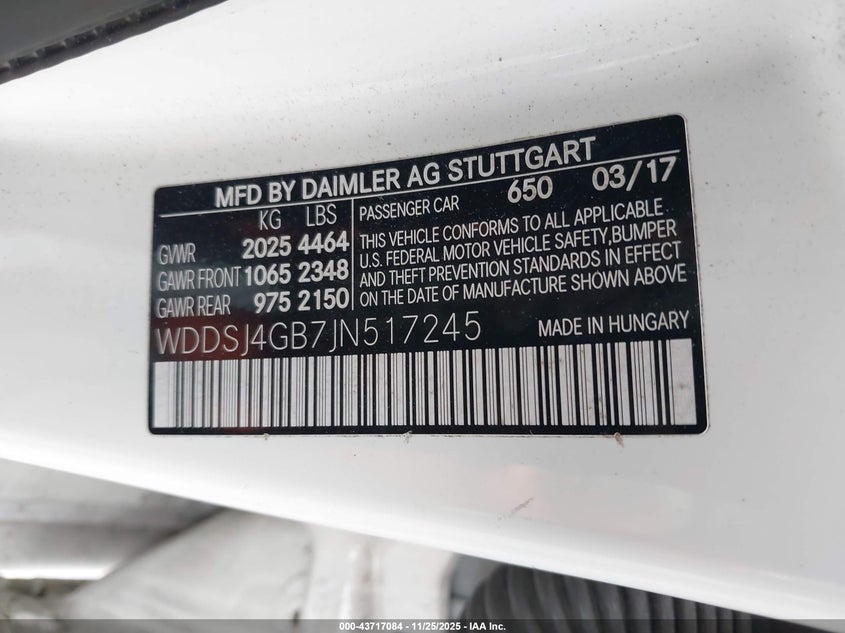 MFD BY DAIMLER AG STUTTGART
KG LBS
GVWR 2025 4464
GAWR FRONT 1065 2348
GAWR REAR 975 2150
PASSENGER CAR 650 03/17
THIS VEHICLE CONFORMS TO ALL APPLICABLE
U.S. FEDERAL MOTOR VEHICLE SAFETY,BUMPER
AND THEFT PREVENTION STANDARDS IN EFFECT
ON THE DATE OF MANUFACTURE SHOWN ABOVE
WDDSJ4GB7JN517245 MADE IN HUNGARY
000-43717084 - 11/25/2025 - IAA Inc.